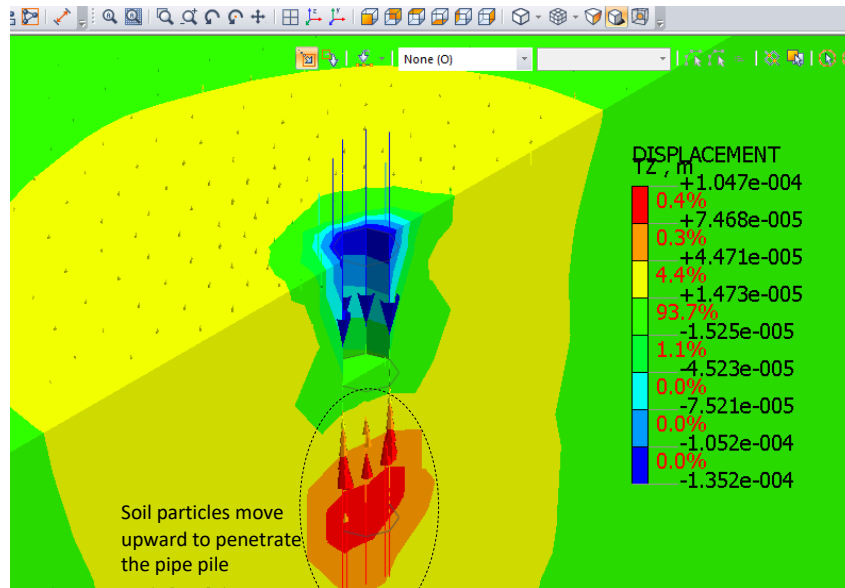 None (O)
DISPLACEMENT
TZ , m
+1.047e-004
0.4%
+7.468e-005
0.3%
+4.471e-005
4.4%
+1.473e-005
93.7%
-1.525e-005
1.1%
-4.523e-005
0.0%
-7.521e-005
0.0%
-1.052e-004
0.0%
-1.352e-004
Soil particles move
upward to penetrate
the pipe pile